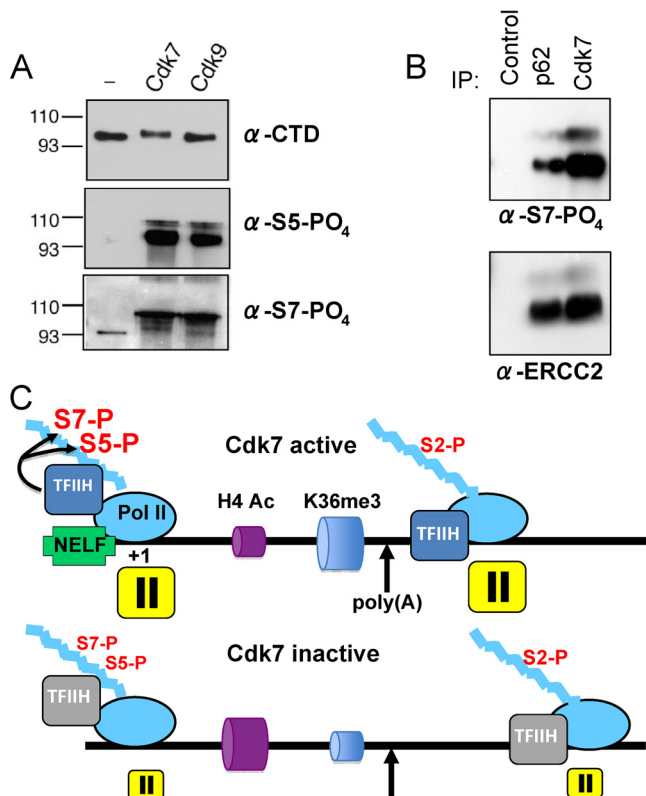 A
–
Cdk7
Cdk9
110
93
α-CTD
110
93
α-S5-PO4
110
93
α-S7-PO4
B
IP:
Control
p62
Cdk7
α-S7-PO4
α-ERCC2
C
S7-P
S5-P
Cdk7 active
S2-P
TFIIH
Pol II
H4 Ac
K36me3
TFIIH
NELF
+1
II
poly(A)
II
S7-P
S5-P
Cdk7 inactive
S2-P
TFIIH
TFIIH
II
II